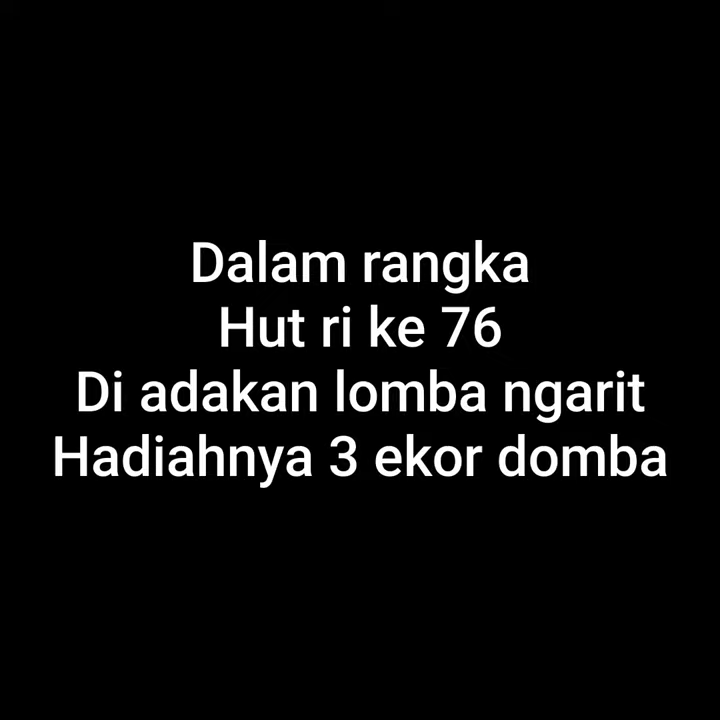 Dalam rangka
Hut ri ke 76
Di adakan lomba ngarit
Hadiahnya 3 ekor domba